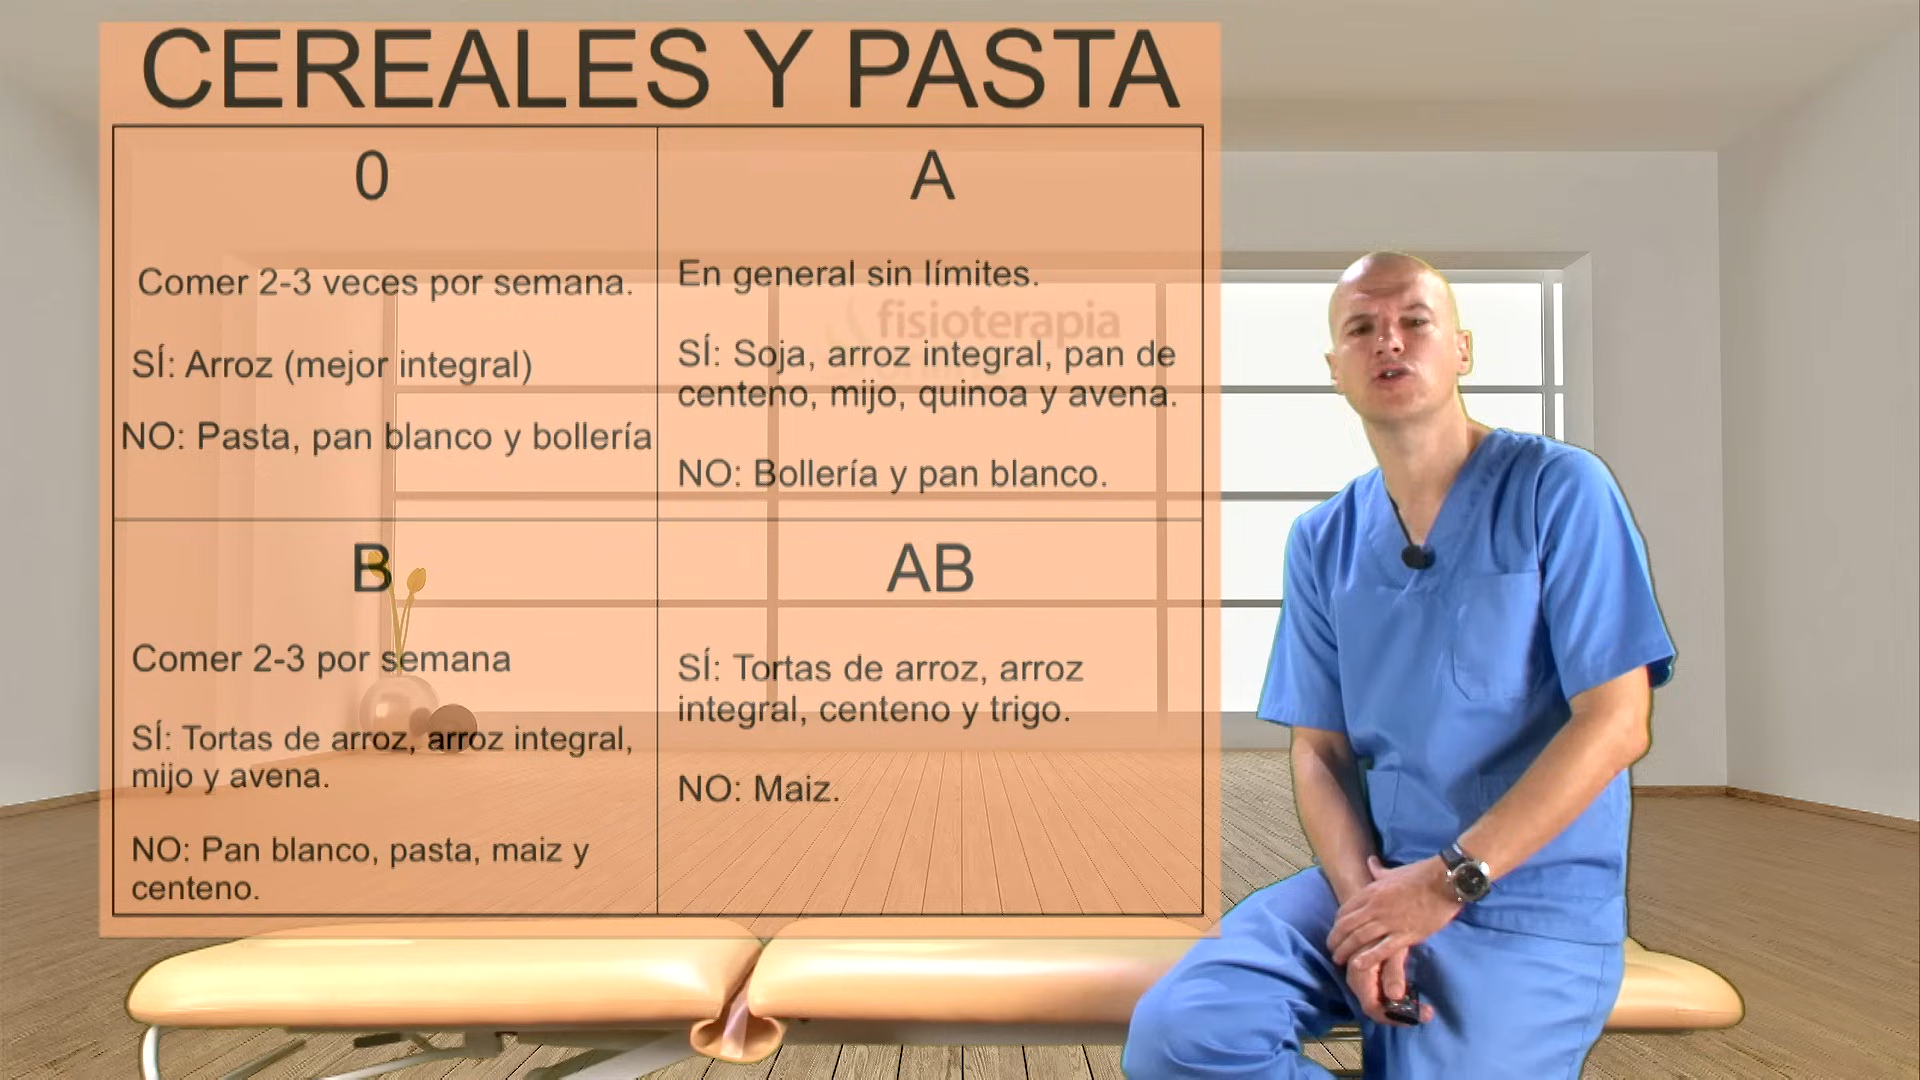 CEREALES Y PASTA
0
Comer 2-3 veces por semana.
SÍ: Arroz (mejor integral)
NO: Pasta, pan blanco y bollería
A
En general sin límites.
SÍ: Soja, arroz integral, pan de
centeno, mijo, quinoa y avena.
NO: Bollería y pan blanco.
B
Comer 2-3 por semana
SÍ: Tortas de arroz, arroz integral,
mijo y avena.
NO: Pan blanco, pasta, maiz y
centeno.
AB
SÍ: Tortas de arroz, arroz
integral, centeno y trigo.
NO: Maiz.
fisioterapia